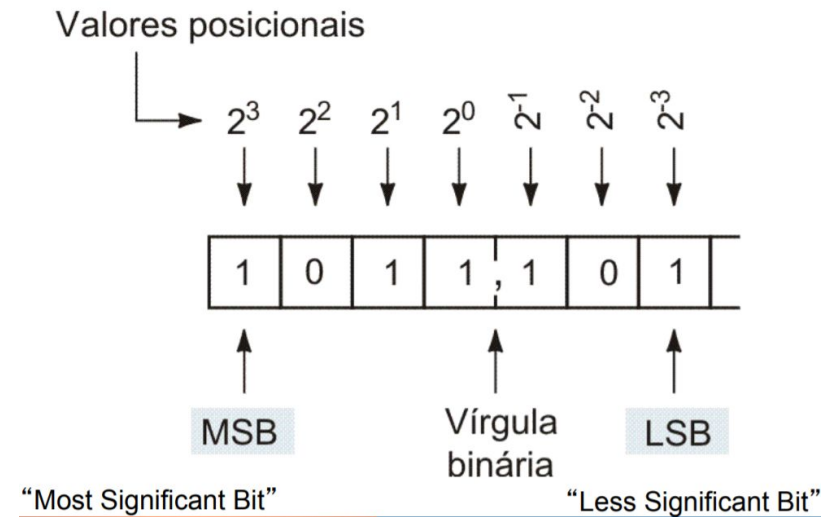 Valores posicionais
2³ 2² 2¹ 2⁰ 2⁻¹ 2⁻² 2⁻³
1 0 1 1 , 1 0 1
MSB Vírgula LSB
binária
“Most Significant Bit” “Less Significant Bit”